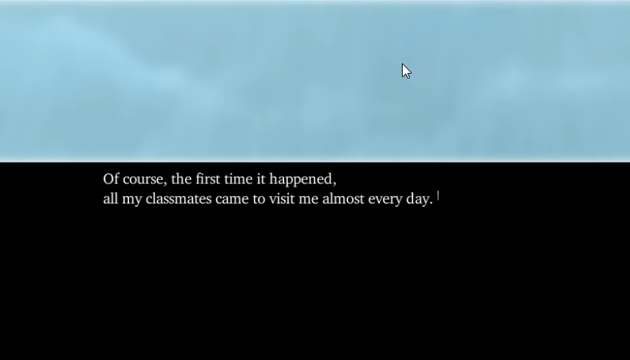 Of course, the first time it happened,
all my classmates came to visit me almost every day.